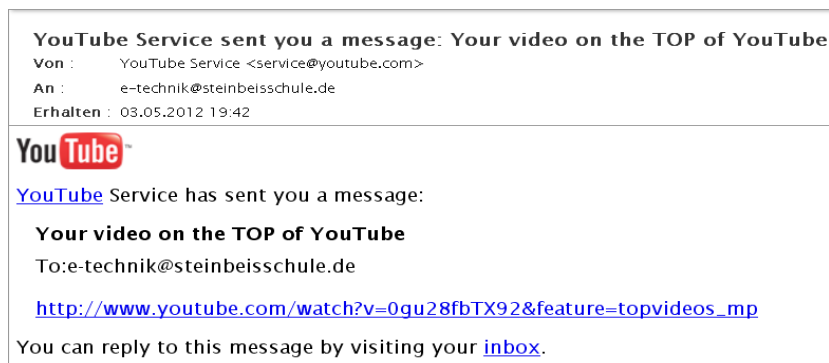 YouTube Service sent you a message: Your video on the TOP of YouTube
Von : YouTube Service <service@youtube.com>
An : e-technik@steinbeisschule.de
Erhalten : 03.05.2012 19:42
YouTube
YouTube Service has sent you a message:
Your video on the TOP of YouTube
To:e-technik@steinbeisschule.de
http://www.youtube.com/watch?v=0gu28fbTX92&feature=topvideos_mp
You can reply to this message by visiting your inbox.